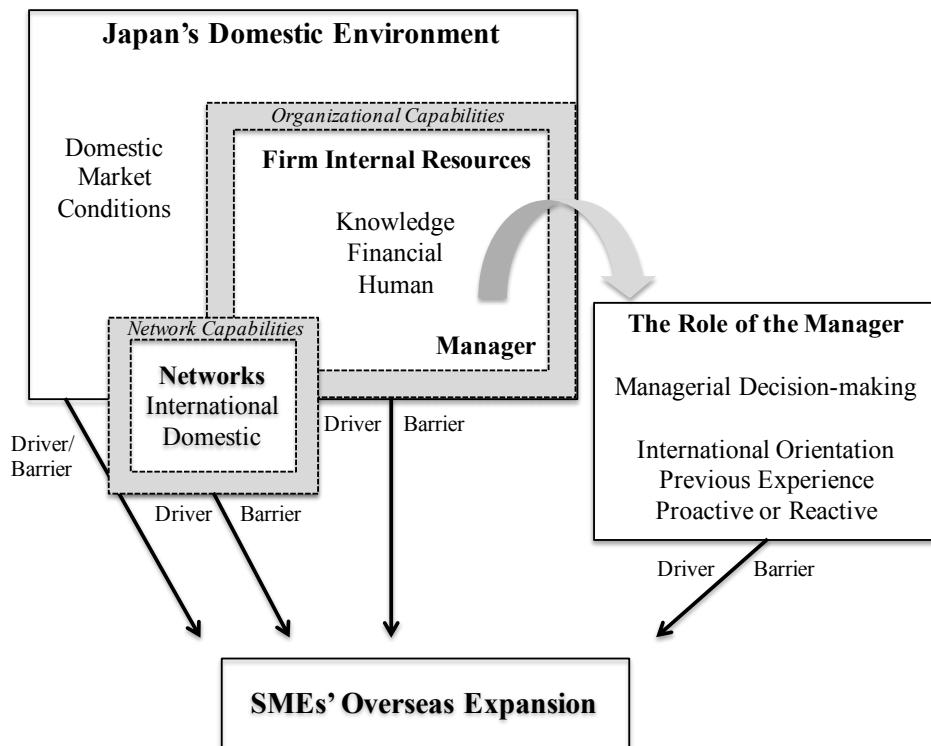 Japan’s Domestic Environment
Organizational Capabilities
Domestic
Market
Conditions
Firm Internal Resources
Knowledge
Financial
Human
Manager
Network Capabilities
Networks
International
Domestic
The Role of the Manager
Managerial Decision-making
International Orientation
Previous Experience
Proactive or Reactive
Driver/
Barrier
Driver
Barrier
Driver
Barrier
Driver
Barrier
SMEs’ Overseas Expansion